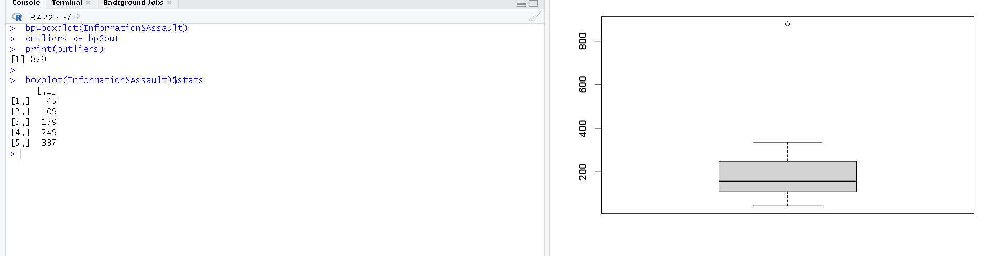 Console Terminal Background Jobs
R 4.2.2 · ~/
> bp=boxplot(Information$Assault)
> outliers <- bp$out
> print(outliers)
[1] 879
>
> boxplot(Information$Assault)$stats
[,1]
[1,] 45
[2,] 109
[3,] 159
[4,] 249
[5,] 337
>
800
600
400
200